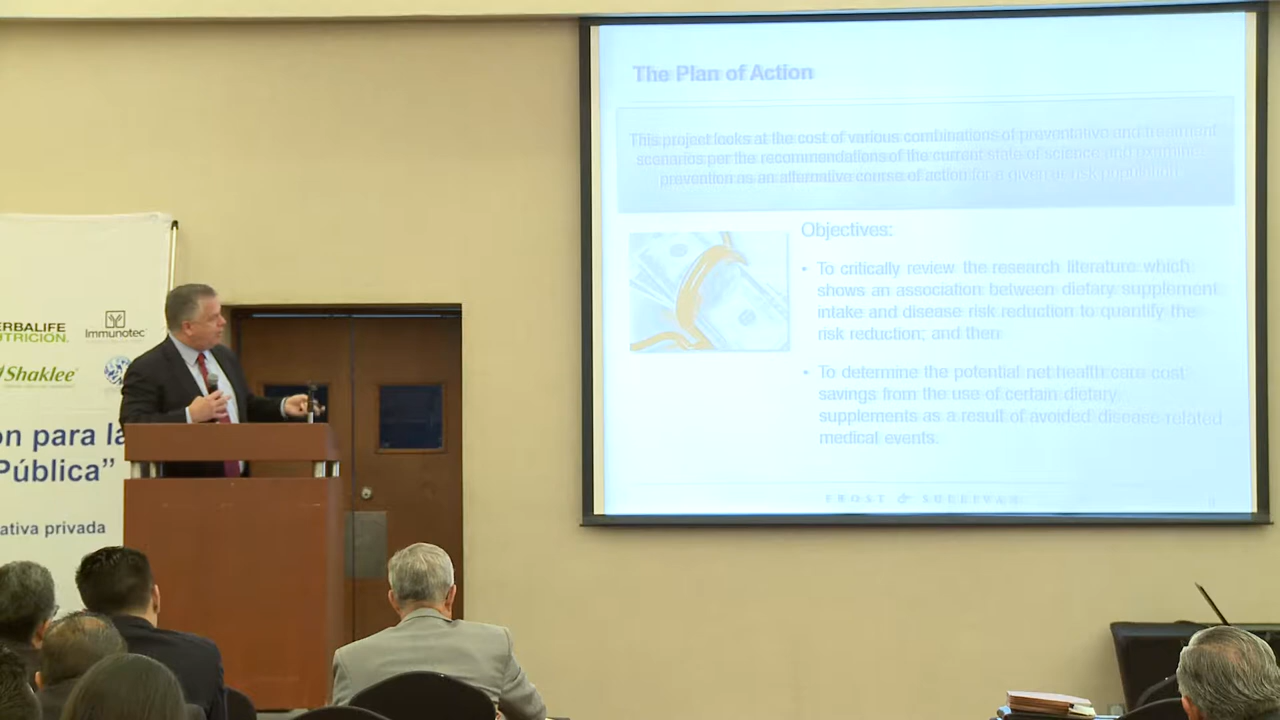 The Plan of Action
This project looks at the cost of various combinations of preventative and treatment
scenarios per the recommendations of the current state of science and examine
prevention as an alternative course of action for a given at risk population
Objectives:
• To critically review the research literature which
shows an association between dietary supplement
intake and disease risk reduction to quantify the
risk reduction; and then
• To determine the potential net health care cost
savings from the use of certain dietary
supplements as a result of avoided disease-related
medical events.
FROST & SULLIVAN
ERBALIFE
UTRICION.
Immunotec
Shaklee
on para la
Pública”
ativa privada